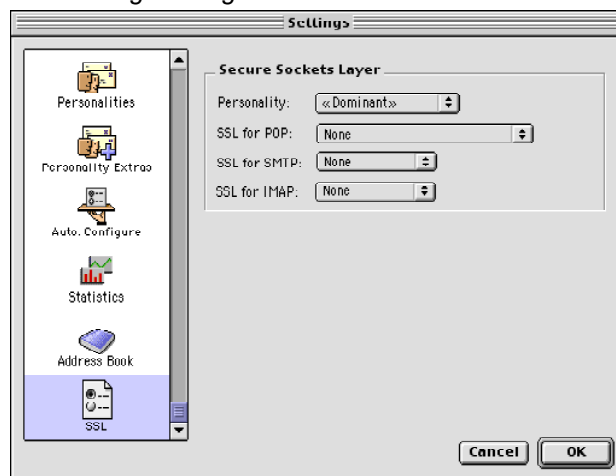 Settings
Personalities
Personality Extras
Auto. Configure
Statistics
Address Book
SSL
Secure Sockets Layer
Personality: «Dominant»
SSL for POP: None
SSL for SMTP: None
SSL for IMAP: None
Cancel OK